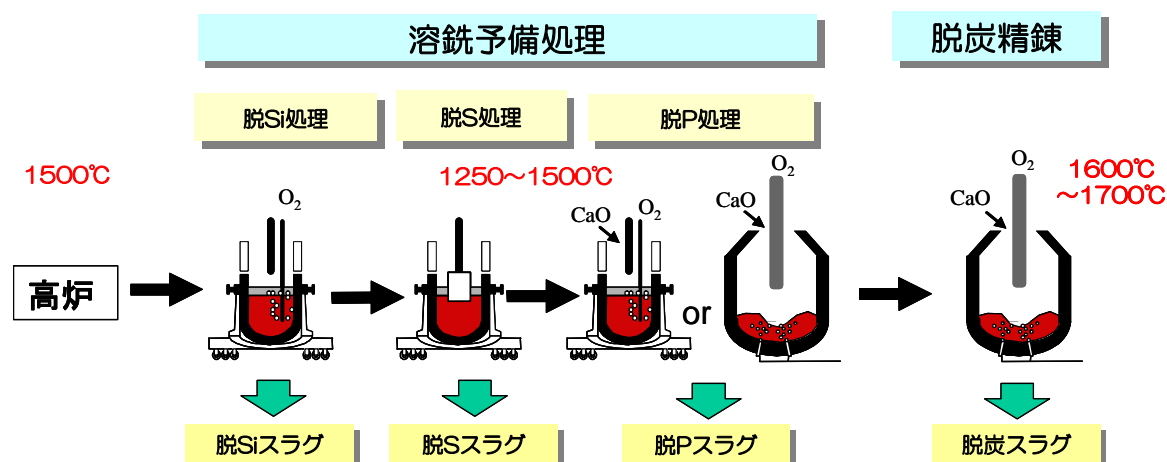 溶銑予備処理
脱炭精錬
脱Si処理
脱S処理
脱P処理
1500℃
1250～1500℃
1600℃
～1700℃
O₂
CaO
O₂
CaO
O₂
CaO
O₂
高炉
or
脱Siスラグ
脱Sスラグ
脱Pスラグ
脱炭スラグ